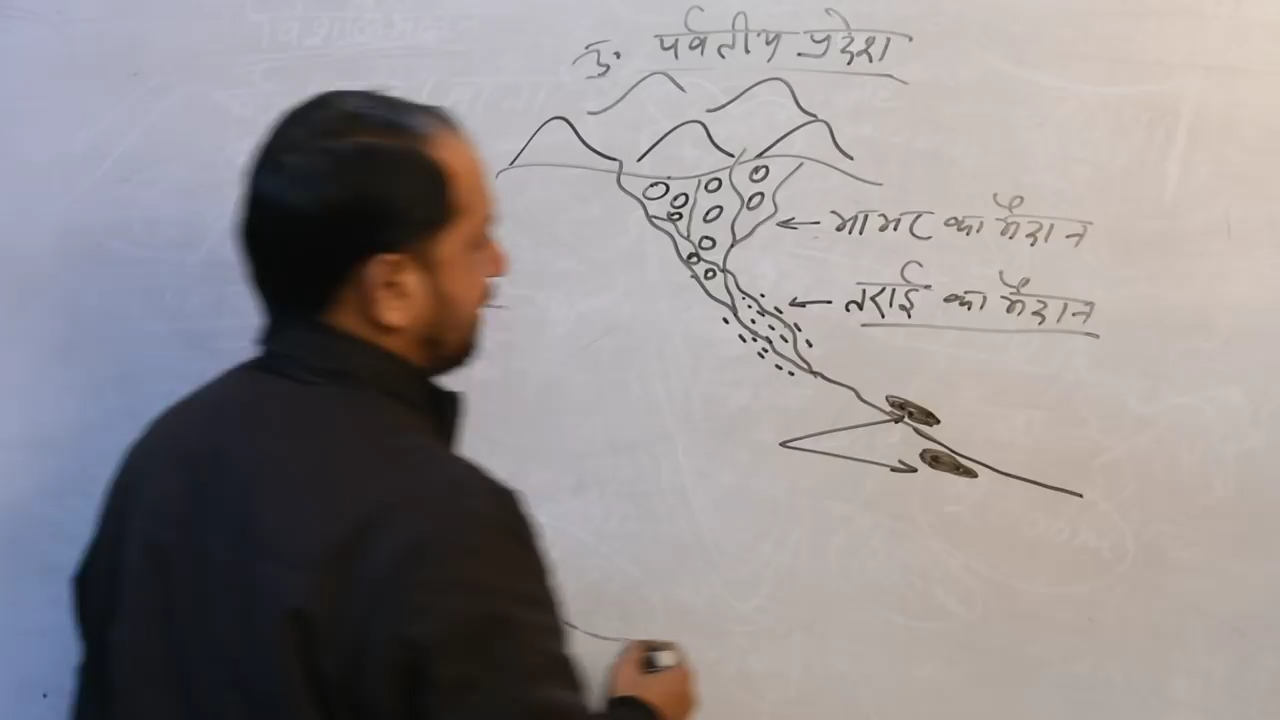 उ. पर्वतीय प्रदेश
भाभर का मैदान
तराई का मैदान